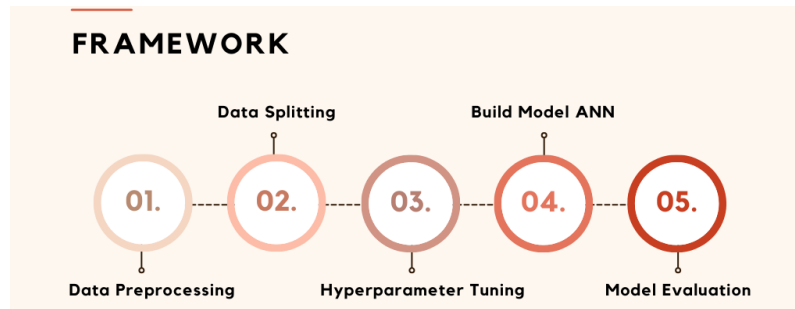 FRAMEWORK
Data Splitting
Build Model ANN
01.
02.
03.
04.
05.
Data Preprocessing
Hyperparameter Tuning
Model Evaluation